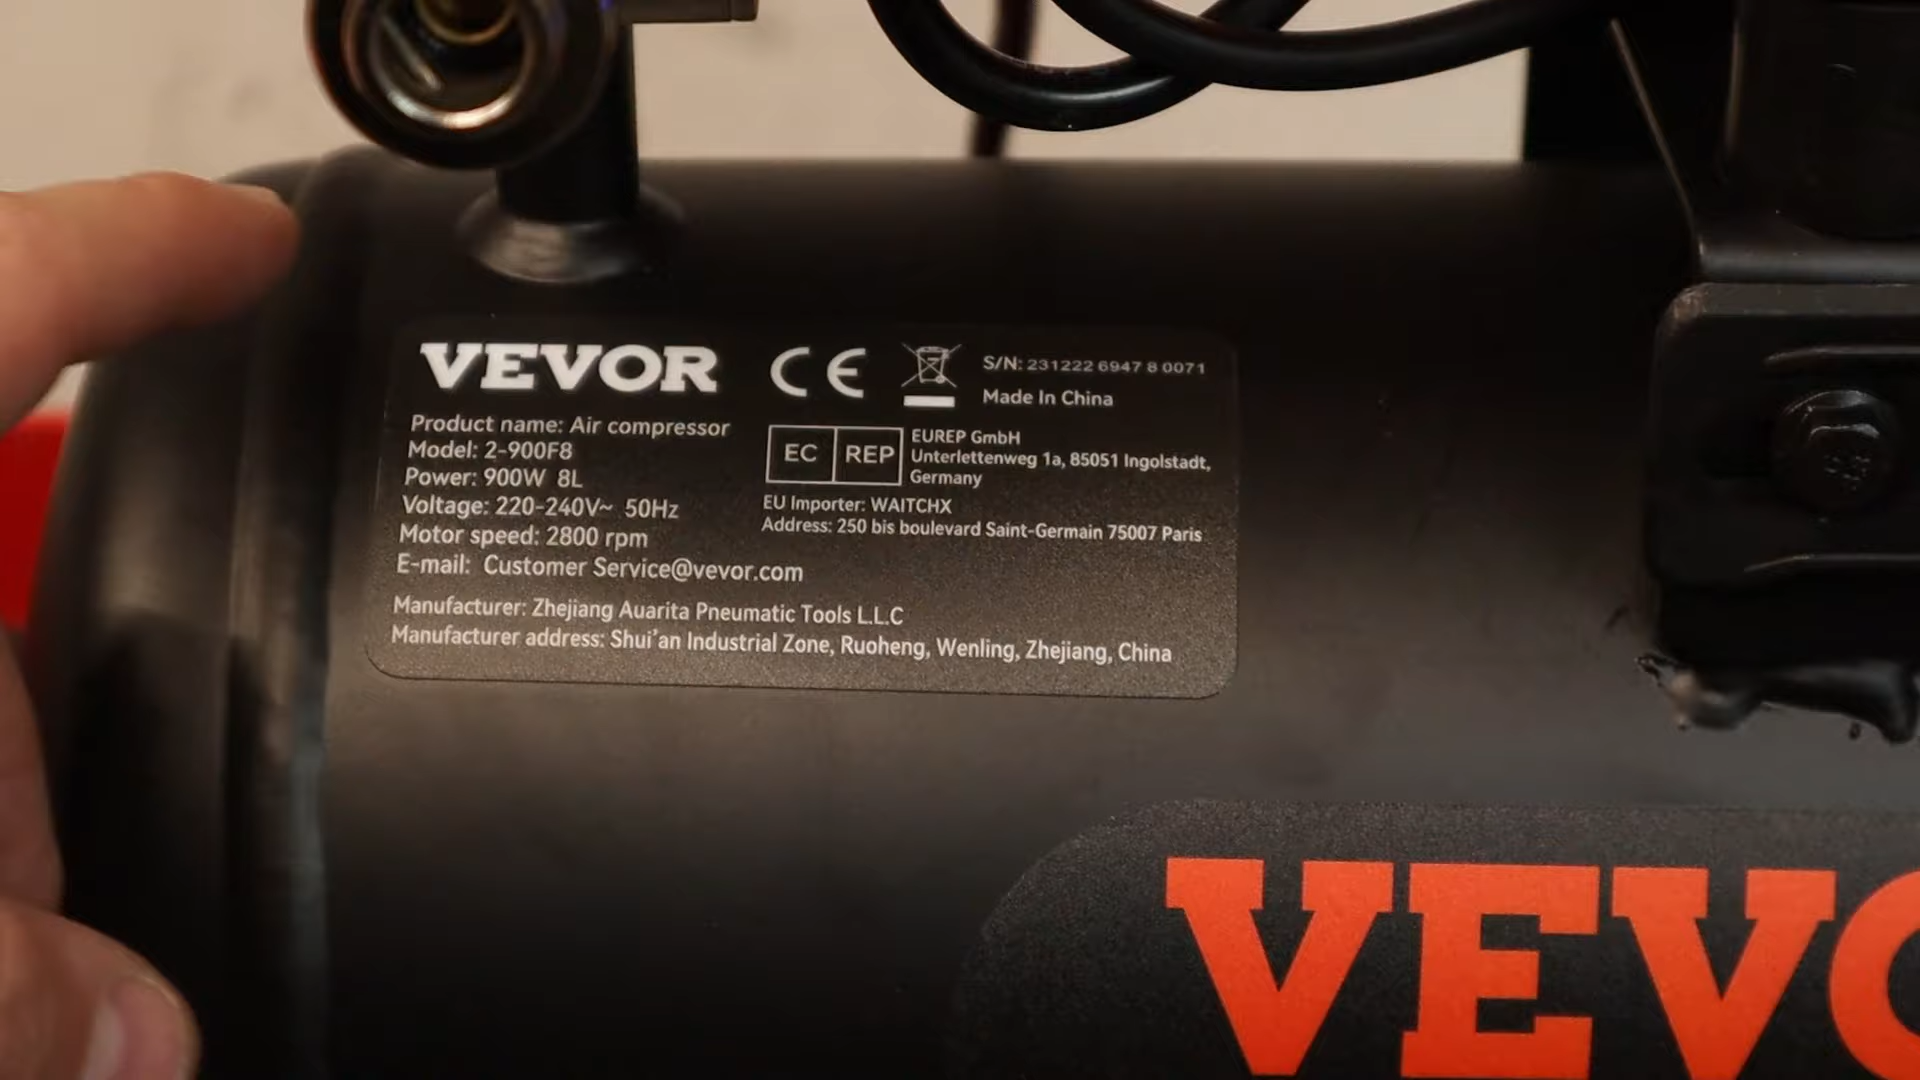 VEVOR
CE
S/N: 231222 6947 8 0071
Made In China
Product name: Air compressor
Model: 2-900F8
Power: 900W 8L
Voltage: 220-240V~ 50Hz
Motor speed: 2800 rpm
E-mail: Customer Service@vevor.com
EC REP
EUREP GmbH
Unterlettenweg 1a, 85051 Ingolstadt,
Germany
EU Importer: WAITCHX
Address: 250 bis boulevard Saint-Germain 75007 Paris
Manufacturer: Zhejiang Auarita Pneumatic Tools L.L.C
Manufacturer address: Shui'an Industrial Zone, Ruoheng, Wenling, Zhejiang, China
VEVO